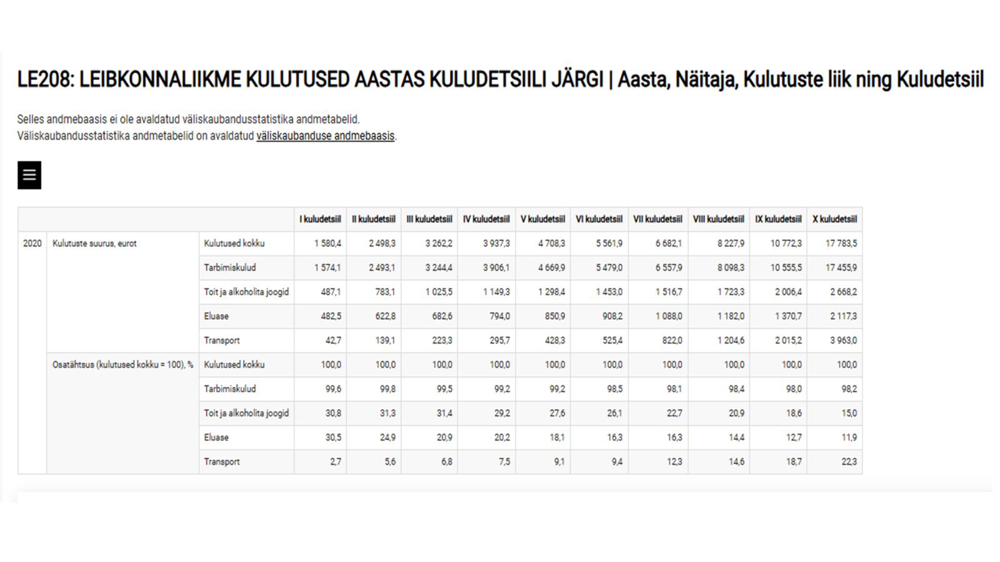 LE208: LEIBKONNALIIKME KULUTUSED AASTAS KULUDETSIILI JÄRGI | Aasta, Näitaja, Kulutuste liik ning Kuludetsiil
Selles andmebaasis ei ole avaldatud väliskaubandusstatistika andmetabelid.
Väliskaubandusstatistika andmetabelid on avaldatud väliskaubanduse andmebaasis.
I kuludetsiil II kuludetsiil III kuludetsiil IV kuludetsiil V kuludetsiil VI kuludetsiil VII kuludetsiil VIII kuludetsiil IX kuludetsiil X kuludetsiil
2020 Kulutuste suurus, eurot Kulutused kokku 1 580,4 2 498,3 3 262,2 3 937,3 4 708,3 5 561,9 6 682,1 8 227,9 10 772,3 17 783,5
Tarbimiskulud 1 574,1 2 493,1 3 244,4 3 906,1 4 669,9 5 479,0 6 557,9 8 098,3 10 555,5 17 455,9
Toit ja alkoholita joogid 487,1 783,1 1 025,5 1 149,3 1 298,4 1 453,0 1 516,7 1 723,3 2 006,4 2 668,2
Eluase 482,5 622,8 682,6 794,0 850,9 908,2 1 088,0 1 182,0 1 370,7 2 117,3
Transport 42,7 139,1 223,3 295,7 428,3 525,4 822,0 1 204,6 2 015,2 3 963,0
Osatähtsus (kulutused kokku = 100), % Kulutused kokku 100,0 100,0 100,0 100,0 100,0 100,0 100,0 100,0 100,0 100,0
Tarbimiskulud 99,6 99,8 99,5 99,2 99,2 98,5 98,1 98,4 98,0 98,2
Toit ja alkoholita joogid 30,8 31,3 31,4 29,2 27,6 26,1 22,7 20,9 18,6 15,0
Eluase 30,5 24,9 20,9 20,2 18,1 16,3 16,3 14,4 12,7 11,9
Transport 2,7 5,6 6,8 7,5 9,1 9,4 12,3 14,6 18,7 22,3